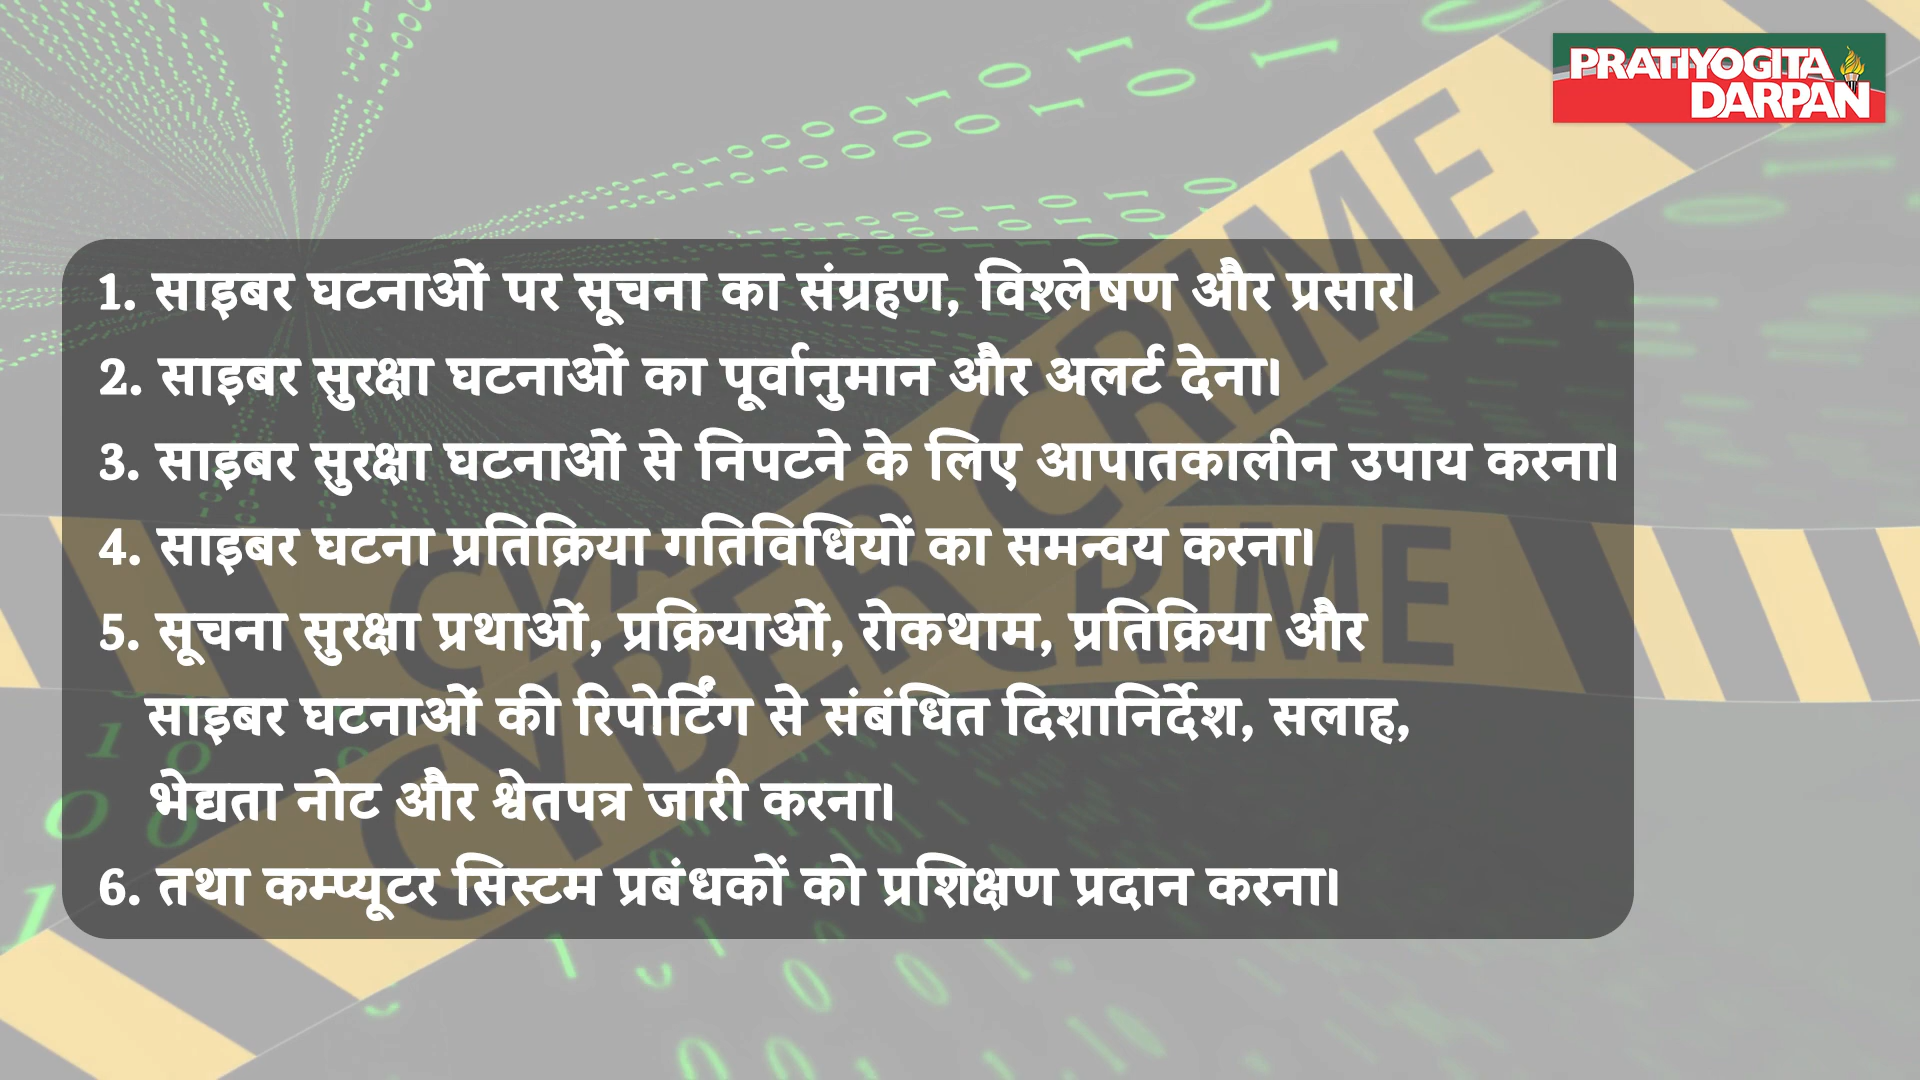 PRATIYOGITA
DARPAN
1. साइबर घटनाओं पर सूचना का संग्रहण, विश्लेषण और प्रसार।
2. साइबर सुरक्षा घटनाओं का पूर्वानुमान और अलर्ट देना।
3. साइबर सुरक्षा घटनाओं से निपटने के लिए आपातकालीन उपाय करना।
4. साइबर घटना प्रतिक्रिया गतिविधियों का समन्वय करना।
5. सूचना सुरक्षा प्रथाओं, प्रक्रियाओं, रोकथाम, प्रतिक्रिया और
साइबर घटनाओं की रिपोर्टिंग से संबंधित दिशानिर्देश, सलाह,
भेद्यता नोट और श्वेतपत्र जारी करना।
6. तथा कम्प्यूटर सिस्टम प्रबंधकों को प्रशिक्षण प्रदान करना।
CYBER CRIME